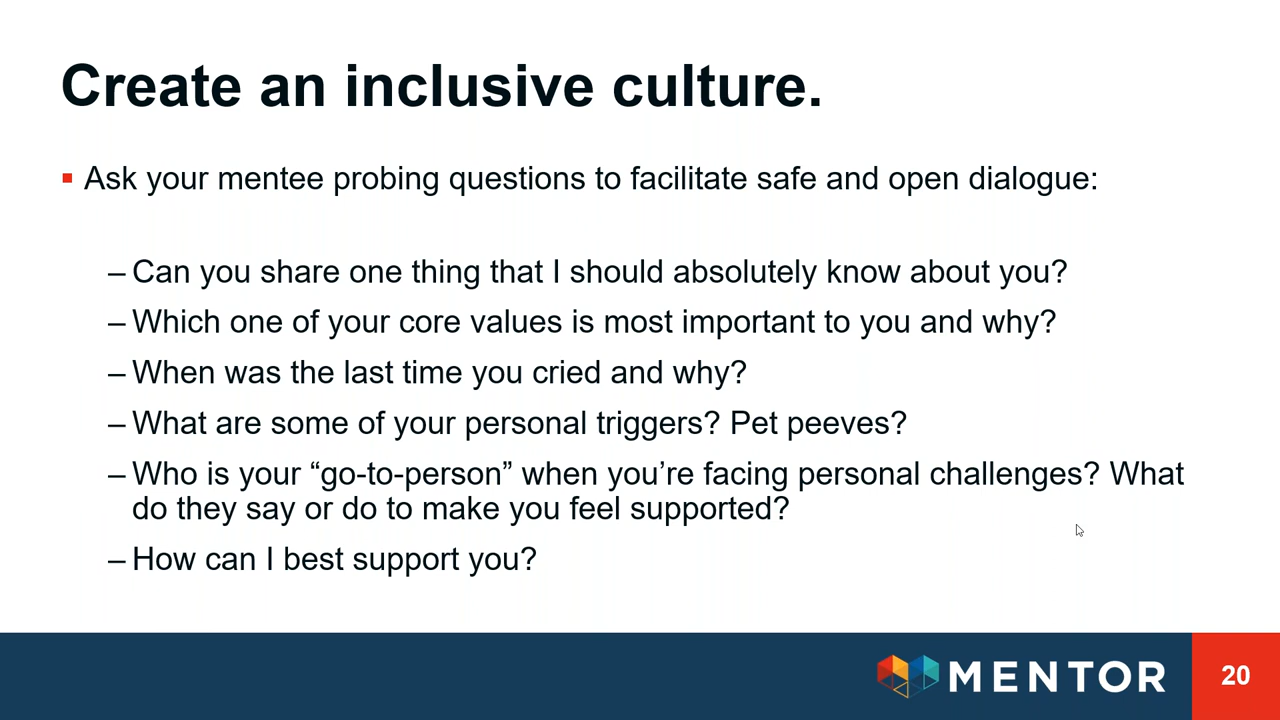 Create an inclusive culture.
▪ Ask your mentee probing questions to facilitate safe and open dialogue:
– Can you share one thing that I should absolutely know about you?
– Which one of your core values is most important to you and why?
– When was the last time you cried and why?
– What are some of your personal triggers? Pet peeves?
– Who is your “go-to-person” when you’re facing personal challenges? What
do they say or do to make you feel supported?
– How can I best support you?
MENTOR
20